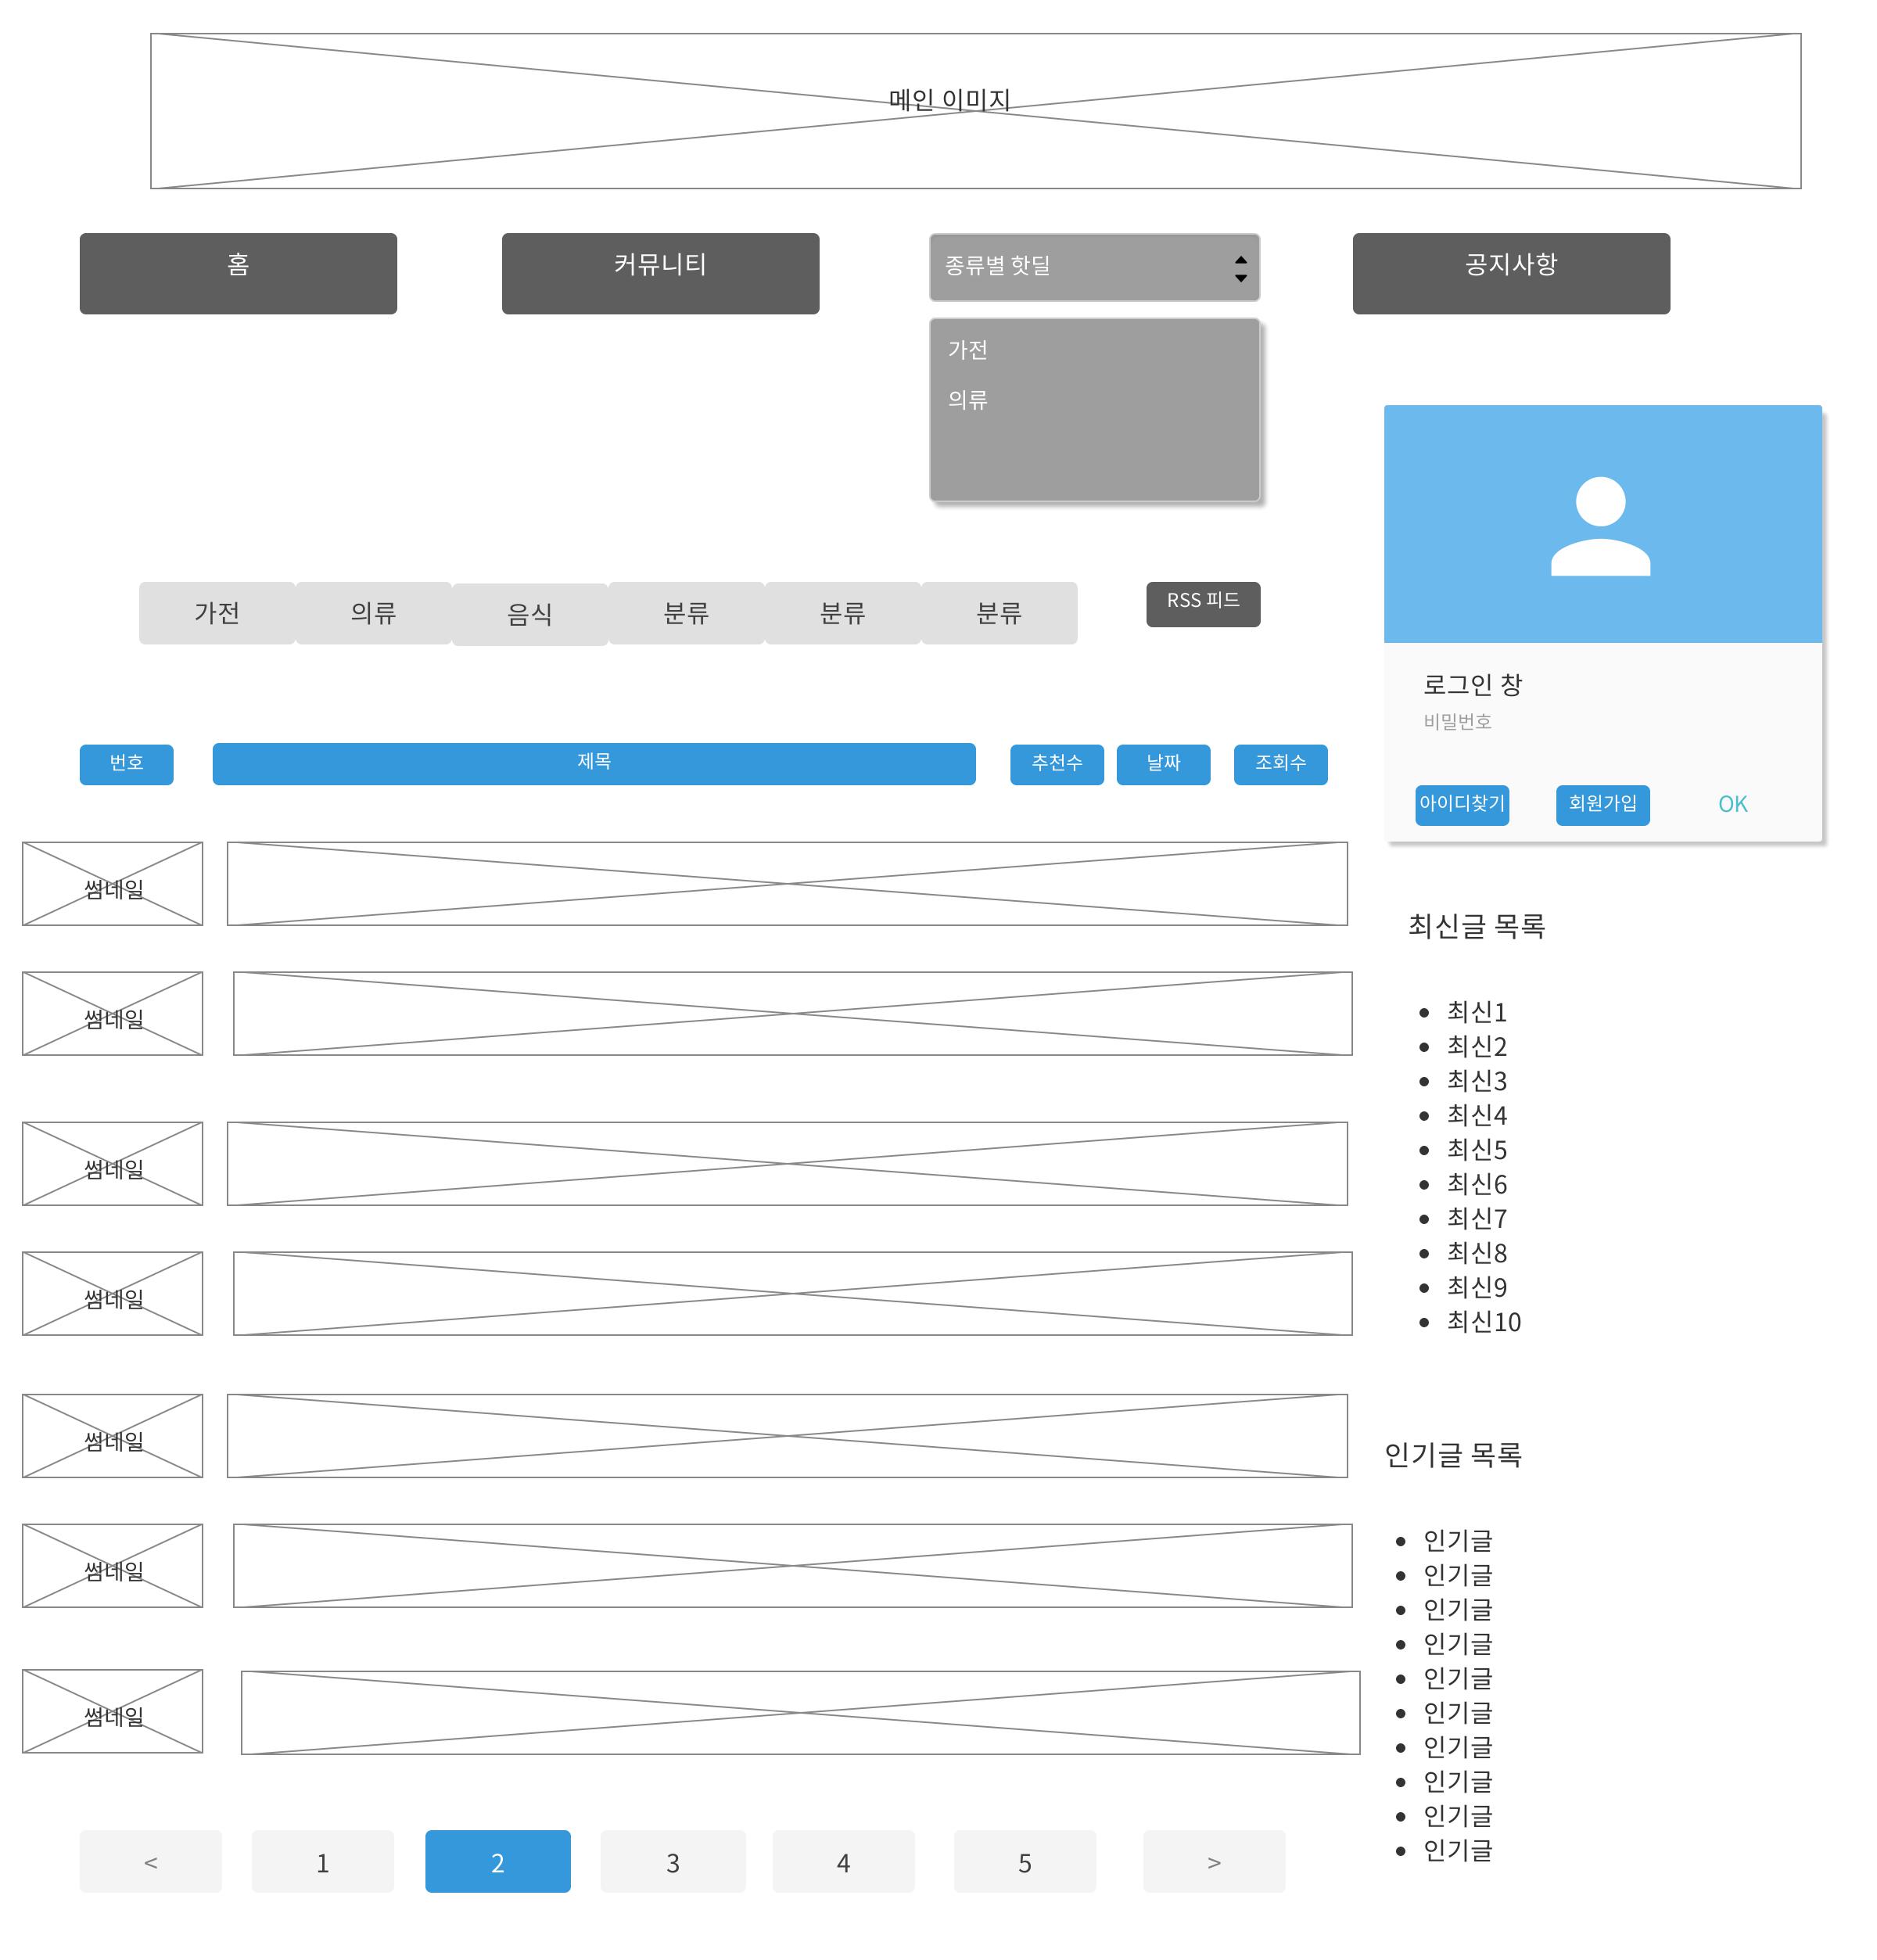 메인 이미지
홈
커뮤니티
종류별 핫딜
공지사항
가전
의류
가전
의류
음식
분류
분류
분류
RSS 피드
로그인 창
비밀번호
아이디찾기
회원가입
OK
번호
제목
추천수
날짜
조회수
썸네일
썸네일
썸네일
썸네일
썸네일
썸네일
썸네일
최신글 목록
최신1
최신2
최신3
최신4
최신5
최신6
최신7
최신8
최신9
최신10
인기글 목록
인기글
인기글
인기글
인기글
인기글
인기글
인기글
인기글
인기글
인기글
<
1
2
3
4
5
>